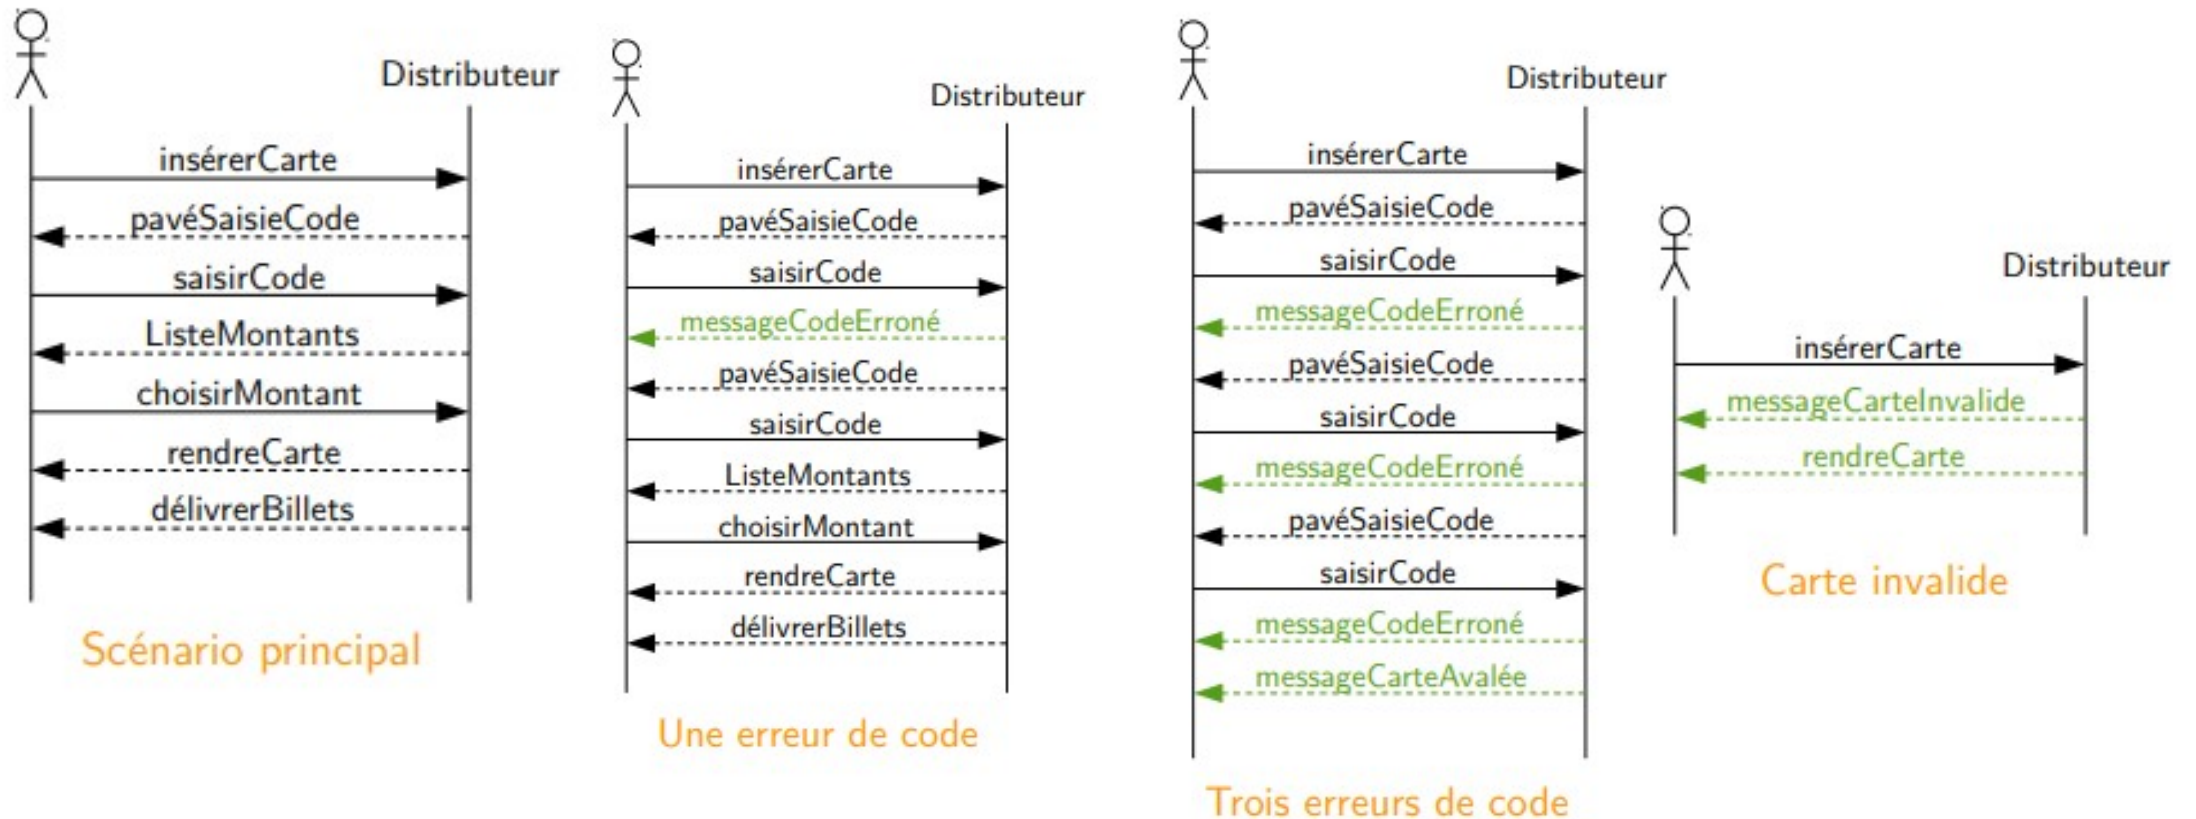 Distributeur
insérerCarte
pavéSaisieCode
saisirCode
ListeMontants
choisirMontant
rendreCarte
délivrerBillets
Scénario principal
Distributeur
insérerCarte
pavéSaisieCode
saisirCode
messageCodeErroné
pavéSaisieCode
saisirCode
ListeMontants
choisirMontant
rendreCarte
délivrerBillets
Une erreur de code
Distributeur
insérerCarte
pavéSaisieCode
saisirCode
messageCodeErroné
pavéSaisieCode
saisirCode
messageCodeErroné
pavéSaisieCode
saisirCode
messageCodeErroné
messageCarteAvalée
Trois erreurs de code
Distributeur
insérerCarte
messageCarteInvalide
rendreCarte
Carte invalide